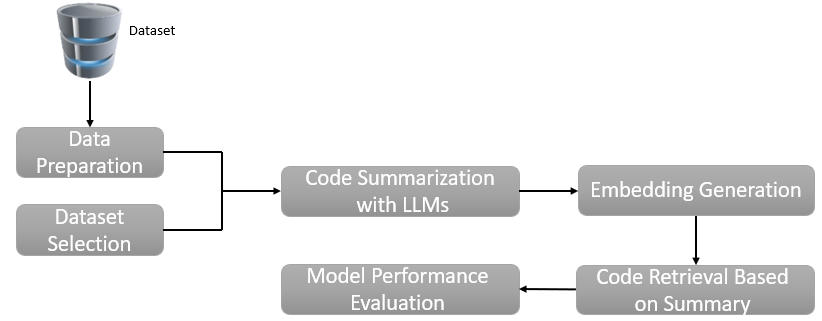 Dataset
Data
Preparation
Dataset
Selection
Code Summarization
with LLMs
Embedding Generation
Code Retrieval Based
on Summary
Model Performance
Evaluation